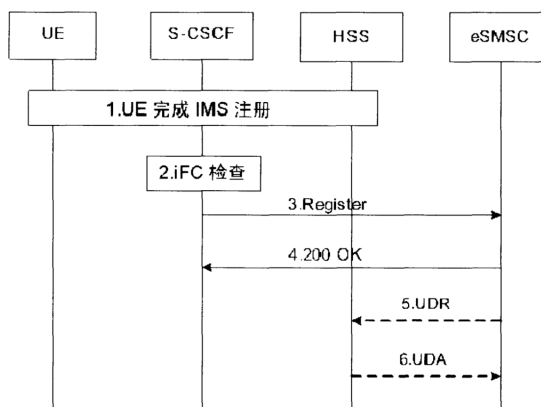 UE
S-CSCF
HSS
eSMSC
1.UE 完成 IMS 注册
2.iFC 检查
3.Register
4.200 OK
5.UDR
6.UDA